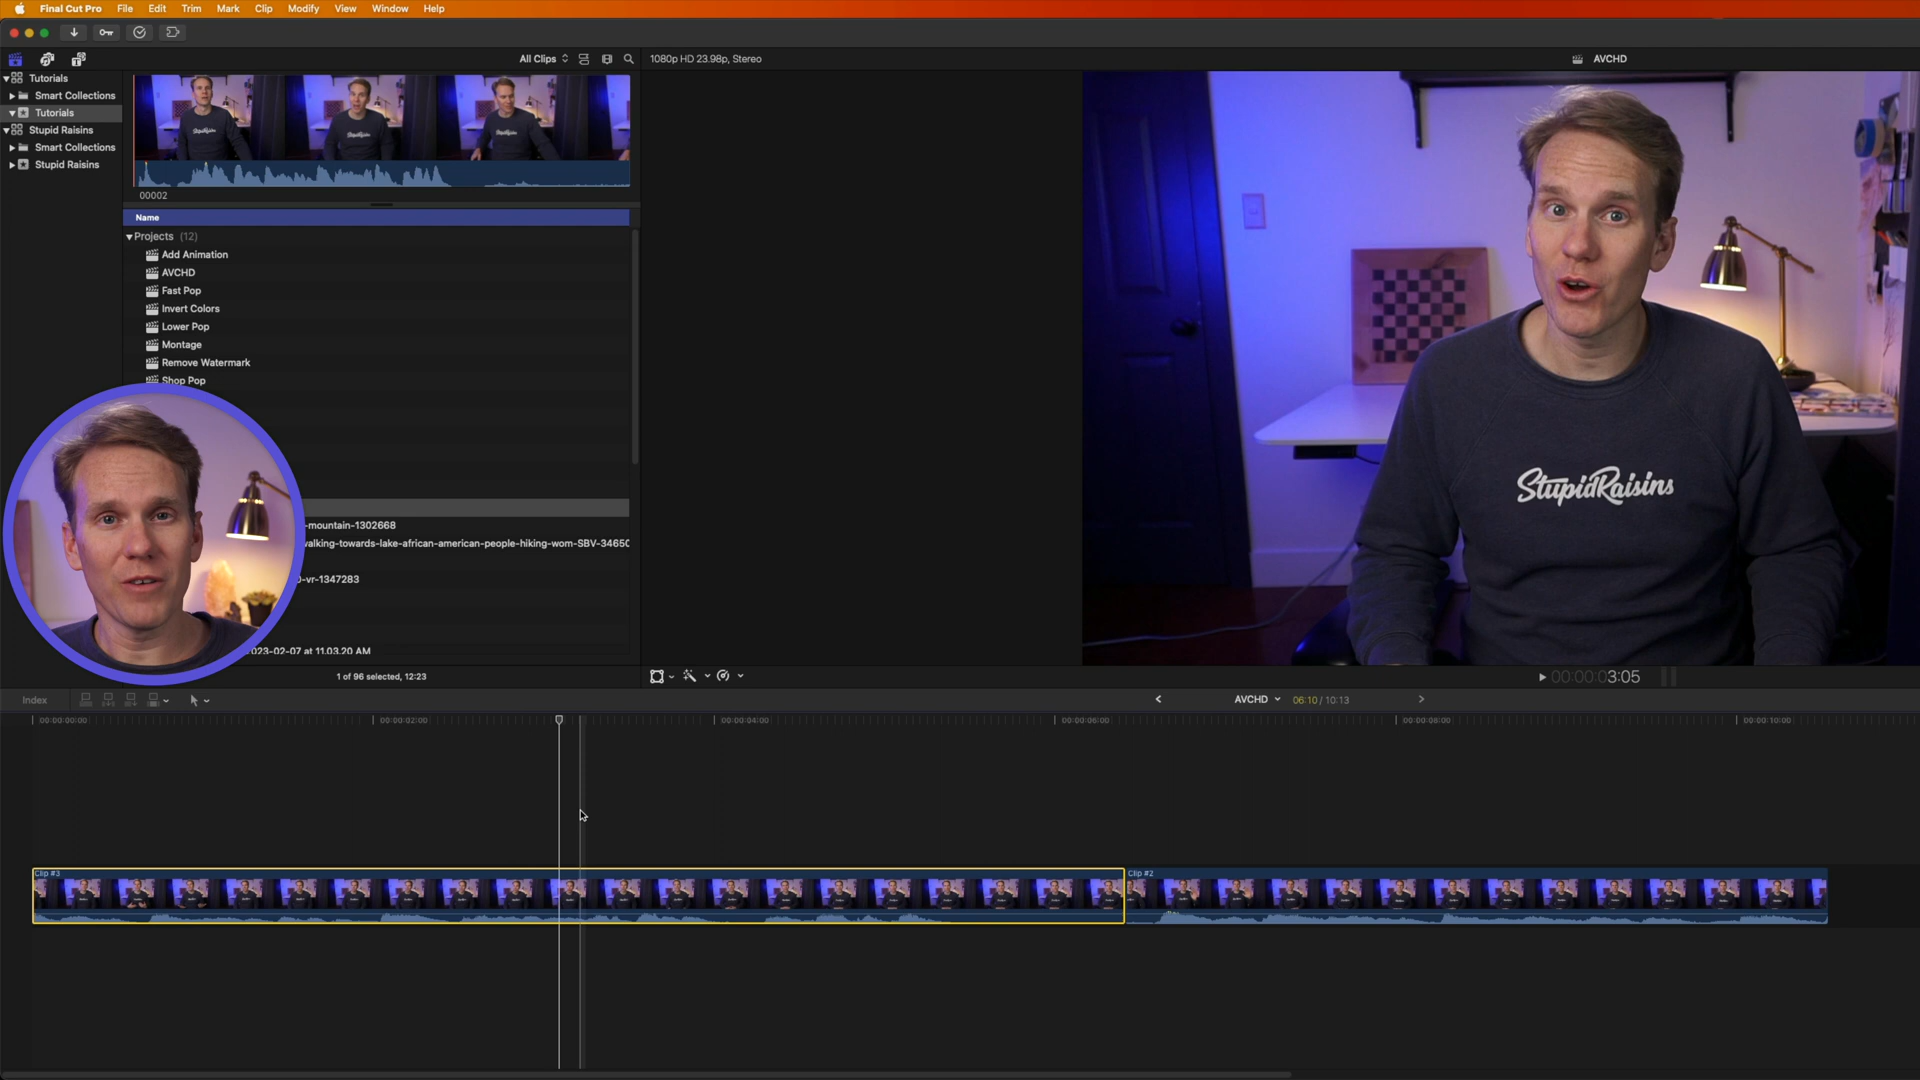 Final Cut Pro File Edit Trim Mark Clip Modify View Window Help
All Clips
1080p HD 23.98p, Stereo
AVCHD
Tutorials
Smart Collections
Tutorials
Stupid Raisins
Smart Collections
Stupid Raisins
StupidRaisins
00002
Name
Projects (12)
Add Animation
AVCHD
Fast Pop
Invert Colors
Lower Pop
Montage
Remove Watermark
Shop Pop
-mountain-1302668
walking-towards-lake-african-american-people-hiking-wom-SBV-34650
-vr-1347283
023-02-07 at 11.03.20 AM
1 of 96 selected, 12:23
00:00:00:03:05
Index
AVCHD 06:10 / 10:13
00:00:00:00 00:00:02:00 00:00:04:00 00:00:06:00 00:00:08:00 00:00:10:00
Clip #3
Clip #2